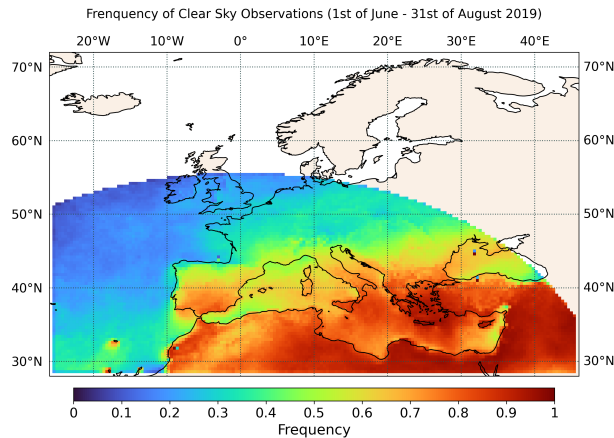 Frenquency of Clear Sky Observations (1st of June - 31st of August 2019)
20°W 10°W 0° 10°E 20°E 30°E 40°E
70°N 70°N
60°N 60°N
50°N 50°N
40°N 40°N
30°N 30°N
0 0.1 0.2 0.3 0.4 0.5 0.6 0.7 0.8 0.9 1
Frequency